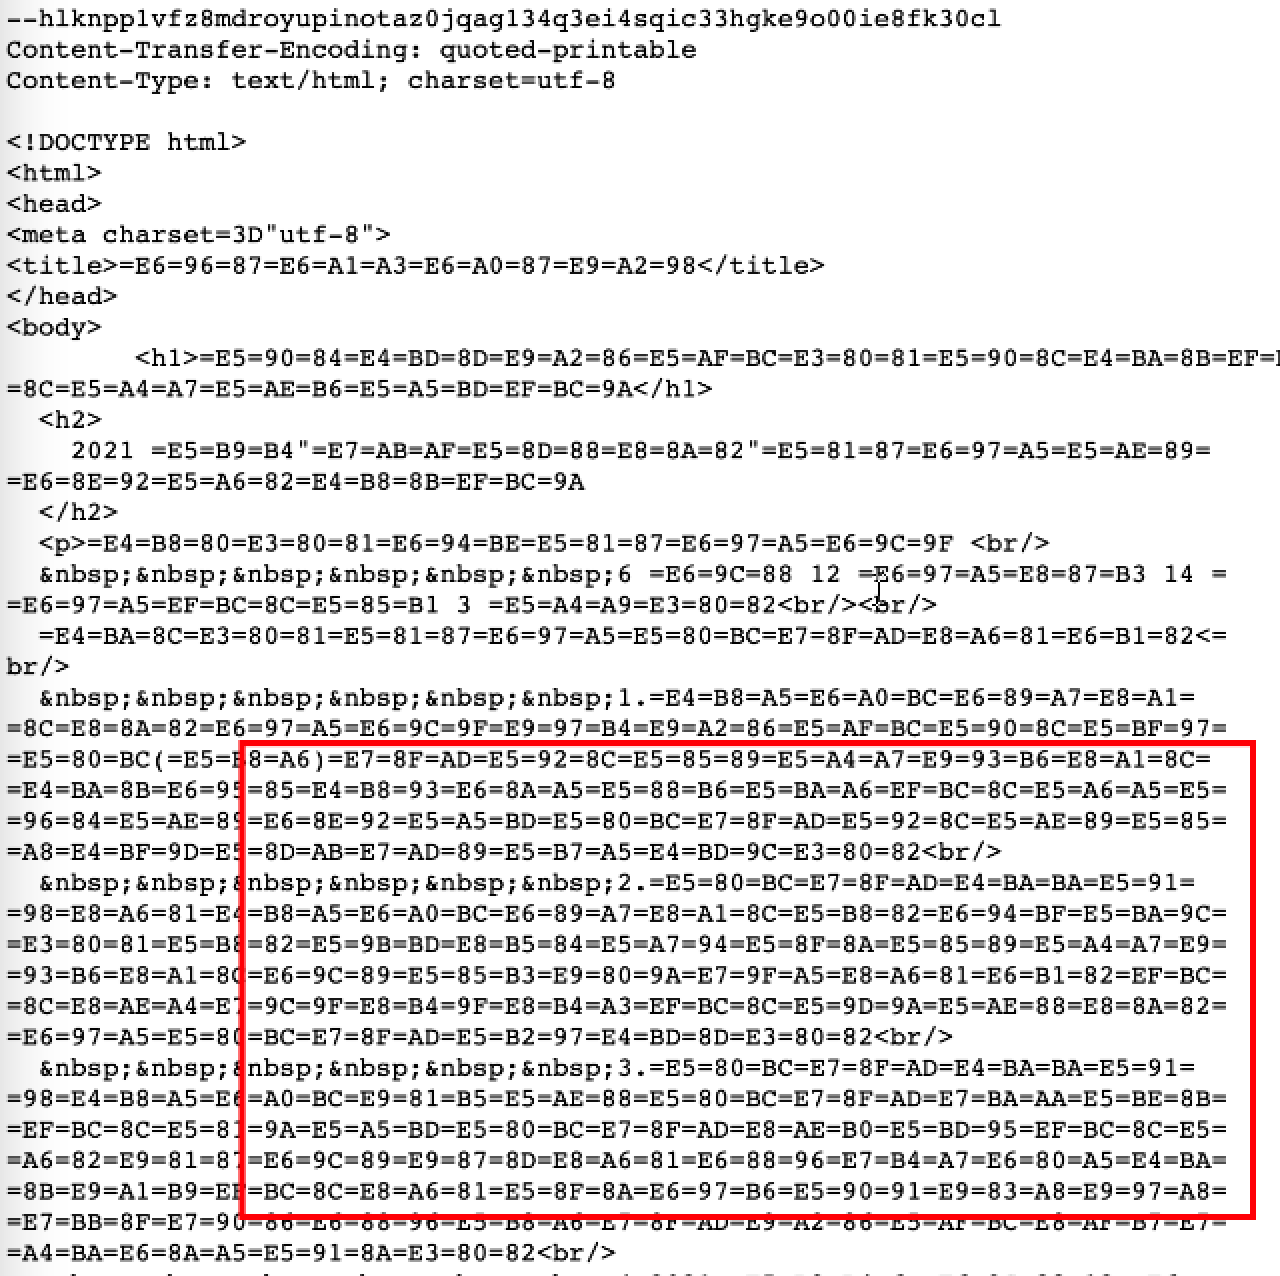 --hlknpp1vfz8mdroyupinotaz0jqag134q3ei4sqic33hgke9o00ie8fk30cl
Content-Transfer-Encoding: quoted-printable
Content-Type: text/html; charset=utf-8
<!DOCTYPE html>
<html>
<head>
<meta charset=3D"utf-8">
<title>=E6=96=87=E6=A1=A3=E6=A0=87=E9=A2=98</title>
</head>
<body>
<h1>=E5=90=84=E4=BD=8D=E9=A2=86=E5=AF=BC=E3=80=81=E5=90=8C=E4=BA=8B=EF=
=8C=E5=A4=A7=E5=AE=B6=E5=A5=BD=EF=BC=9A</h1>
<h2>
2021 =E5=B9=B4"=E7=AB=AF=E5=8D=88=E8=8A=82"=E5=81=87=E6=97=A5=E5=AE=89=
=E6=8E=92=E5=A6=82=E4=B8=8B=EF=BC=9A
</h2>
<p>=E4=B8=80=E3=80=81=E6=94=BE=E5=81=87=E6=97=A5=E6=9C=9F <br/>
&nbsp;&nbsp;&nbsp;&nbsp;&nbsp;&nbsp;6 =E6=9C=88 12 =E6=97=A5=E8=87=B3 14 =
=E6=97=A5=EF=BC=8C=E5=85=B1 3 =E5=A4=A9=E3=80=82<br/><br/>
=E4=BA=8C=E3=80=81=E5=81=87=E6=97=A5=E5=80=BC=E7=8F=AD=E8=A6=81=E6=B1=82<=
br/>
&nbsp;&nbsp;&nbsp;&nbsp;&nbsp;&nbsp;1.=E4=B8=A5=E6=A0=BC=E6=89=A7=E8=A1=
=8C=E8=8A=82=E6=97=A5=E6=9C=9F=E9=97=B4=E9=A2=86=E5=AF=BC=E5=90=8C=E5=BF=97=
=E5=80=BC(=E5=B8=A6)=E7=8F=AD=E5=92=8C=E5=85=89=E5=A4=A7=E9=93=B6=E8=A1=8C=
=E4=BA=8B=E6=95=85=E4=B8=93=E6=8A=A5=E5=88=B6=E5=BA=A6=EF=BC=8C=E5=A6=A5=E5=
=96=84=E5=AE=89=E6=8E=92=E5=A5=BD=E5=80=BC=E7=8F=AD=E5=92=8C=E5=AE=89=E5=85=
=A8=E4=BF=9D=E5=8D=AB=E7=AD=89=E5=B7=A5=E4=BD=9C=E3=80=82<br/>
&nbsp;&nbsp;&nbsp;&nbsp;&nbsp;&nbsp;2.=E5=80=BC=E7=8F=AD=E4=BA=BA=E5=91=
=98=E8=A6=81=E4=B8=A5=E6=A0=BC=E6=89=A7=E8=A1=8C=E5=B8=82=E6=94=BF=E5=BA=9C=
=E3=80=81=E5=B8=82=E5=9B=BD=E8=B5=84=E5=A7=94=E5=8F=8A=E5=85=89=E5=A4=A7=E9=
=93=B6=E8=A1=8C=E6=9C=89=E5=85=B3=E9=80=9A=E7=9F=A5=E8=A6=81=E6=B1=82=EF=BC=
=8C=E8=AE=A4=E7=9C=9F=E8=B4=9F=E8=B4=A3=EF=BC=8C=E5=9D=9A=E5=AE=88=E8=8A=82=
=E6=97=A5=E5=80=BC=E7=8F=AD=E5=B2=97=E4=BD=8D=E3=80=82<br/>
&nbsp;&nbsp;&nbsp;&nbsp;&nbsp;&nbsp;3.=E5=80=BC=E7=8F=AD=E4=BA=BA=E5=91=
=98=E4=B8=A5=E6=A0=BC=E9=81=B5=E5=AE=88=E5=80=BC=E7=8F=AD=E7=BA=AA=E5=BE=8B=
=EF=BC=8C=E5=81=9A=E5=A5=BD=E5=80=BC=E7=8F=AD=E8=AE=B0=E5=BD=95=EF=BC=8C=E5=
=A6=82=E9=81=87=E6=9C=89=E9=87=8D=E8=A6=81=E6=88=96=E7=B4=A7=E6=80=A5=E4=BA=
=8B=E9=A1=B9=EF=BC=8C=E8=A6=81=E5=8F=8A=E6=97=B6=E5=90=91=E9=83=A8=E9=97=A8=
=E7=BB=8F=E7=90=86=E6=88=96=E5=B8=A6=E7=8F=AD=E9=A2=86=E5=AF=BC=E8=AF=B7=E7=
=A4=BA=E6=8A=A5=E5=91=8A=E3=80=82<br/>